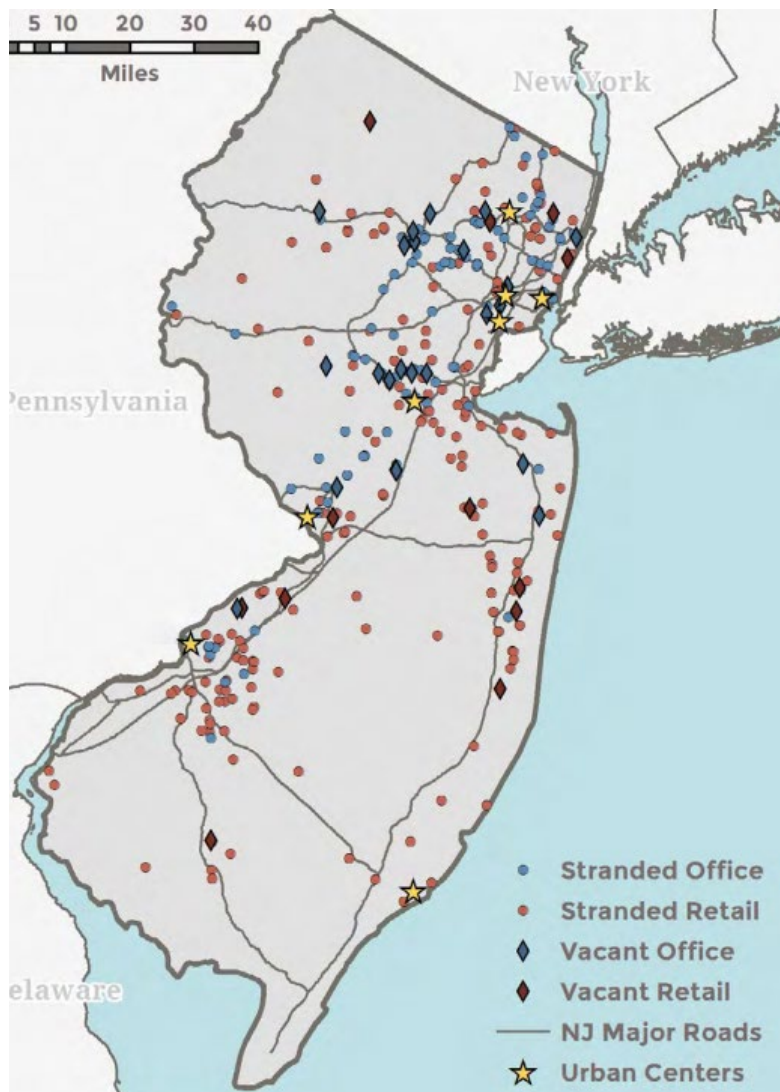 5 10 20 30 40
Miles
New York
Pennsylvania
Stranded Office
Stranded Retail
Vacant Office
Vacant Retail
elaware
NJ Major Roads
Urban Centers